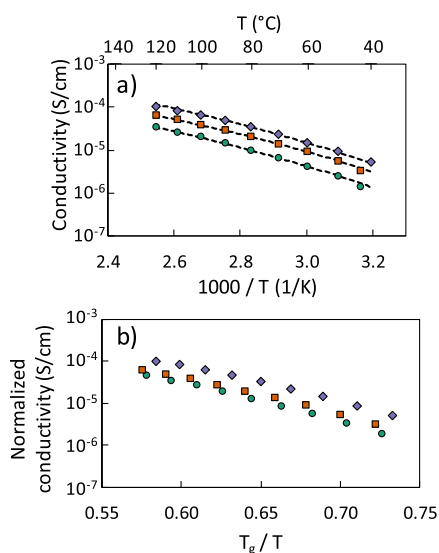 T (°C)
140 120 100 80 60 40
10⁻³
10⁻⁴
10⁻⁵
10⁻⁶
10⁻⁷
Conductivity (S/cm)
a)
2.4 2.6 2.8 3.0 3.2
1000 / T (1/K)
10⁻³
10⁻⁴
10⁻⁵
10⁻⁶
10⁻⁷
Normalized
conductivity (S/cm)
b)
0.55 0.60 0.65 0.70 0.75
T_g / T